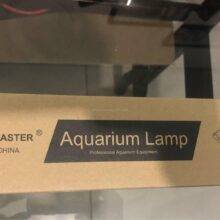 ASTER® Aquarium Lamp
CHINA Professional Aquarium Equipment